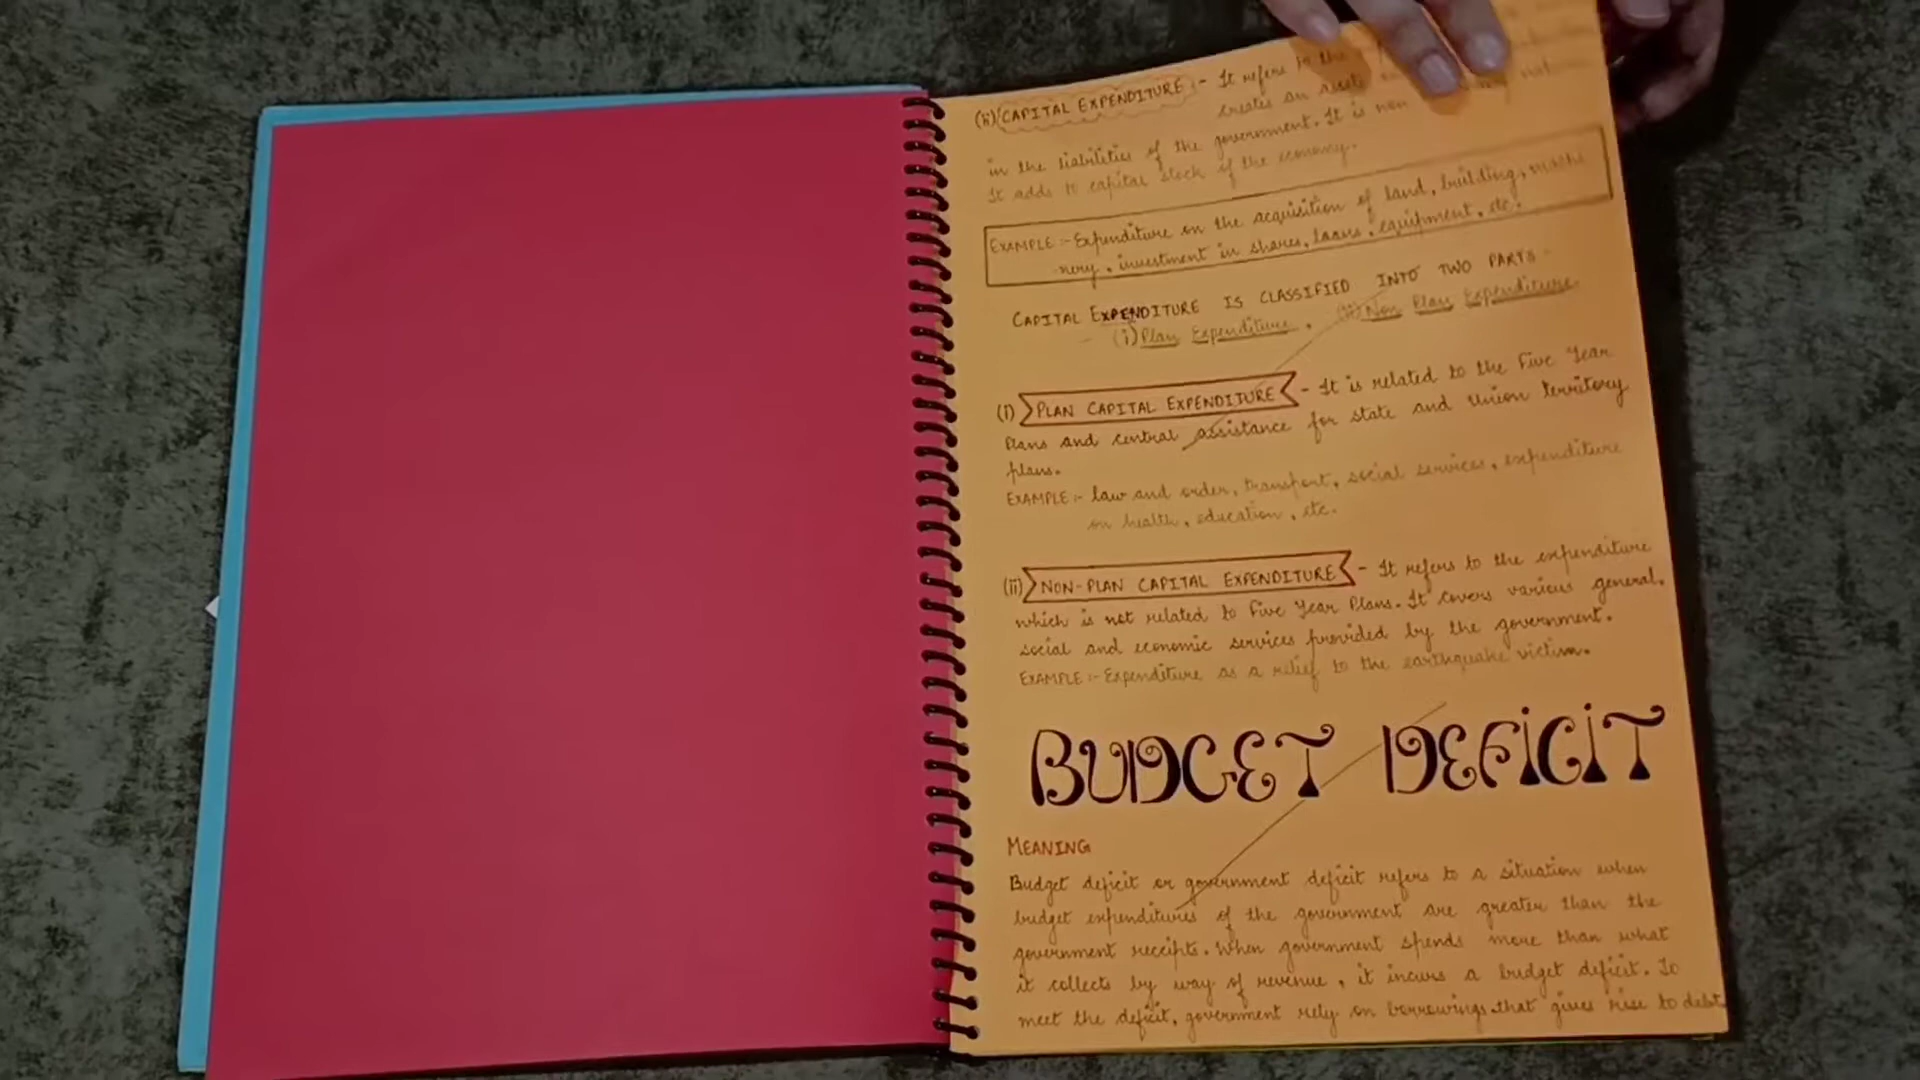 (ii) CAPITAL EXPENDITURE :- It refers to the
creates an assets
in the liabilities of the government. It is non
It adds to capital stock of the economy.
EXAMPLE :- Expenditure on the acquisition of land, building, machi
nery, investment in shares, loans, equipment, etc.
CAPITAL EXPENDITURE IS CLASSIFIED INTO TWO PARTS -
(i) Plan Expenditure. (ii) Non Plan Expenditure.
(i) PLAN CAPITAL EXPENDITURE - It is related to the Five Year
Plans and central assistance for state and union territory
plans.
EXAMPLE :- law and order, transport, social services, expenditure
on health, education, etc.
(ii) NON-PLAN CAPITAL EXPENDITURE - It refers to the expenditure
which is not related to Five Year Plans. It covers various general,
social and economic services provided by the government.
EXAMPLE :- Expenditure as a relief to the earthquake victim.
BUDGET DEFICIT
MEANING
Budget deficit or government deficit refers to a situation when
budget expenditures of the government are greater than the
government receipts. When government spends more than what
it collects by way of revenue, it incurs a budget deficit. To
meet the deficit, government rely on borrowings that gives rise to debt